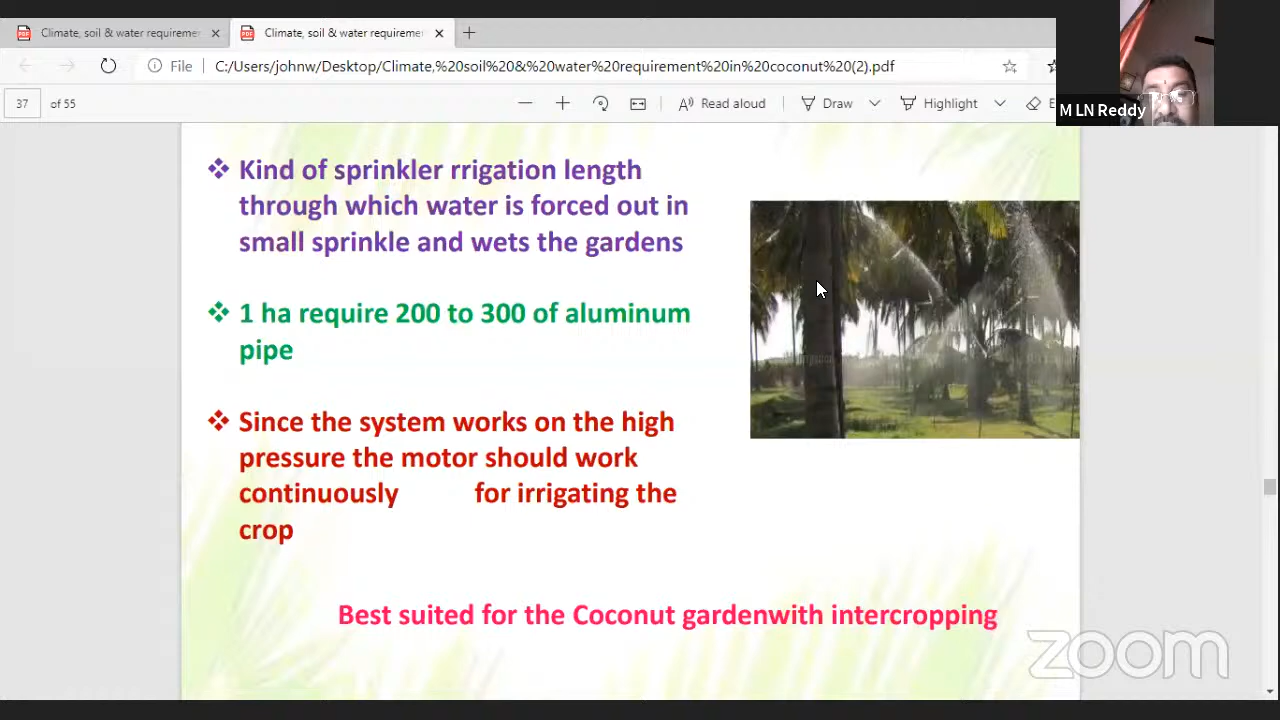 Climate, soil & water requireme
Climate, soil & water requireme
File
C:/Users/johnw/Desktop/Climate,%20soil%20&%20water%20requirement%20in%20coconut%20(2).pdf
37 of 55
Read aloud
Draw
Highlight
E
M LN Reddy
Kind of sprinkler rrigation length
through which water is forced out in
small sprinkle and wets the gardens
1 ha require 200 to 300 of aluminum
pipe
Since the system works on the high
pressure the motor should work
continuously for irrigating the
crop
Best suited for the Coconut gardenwith intercropping
zoom